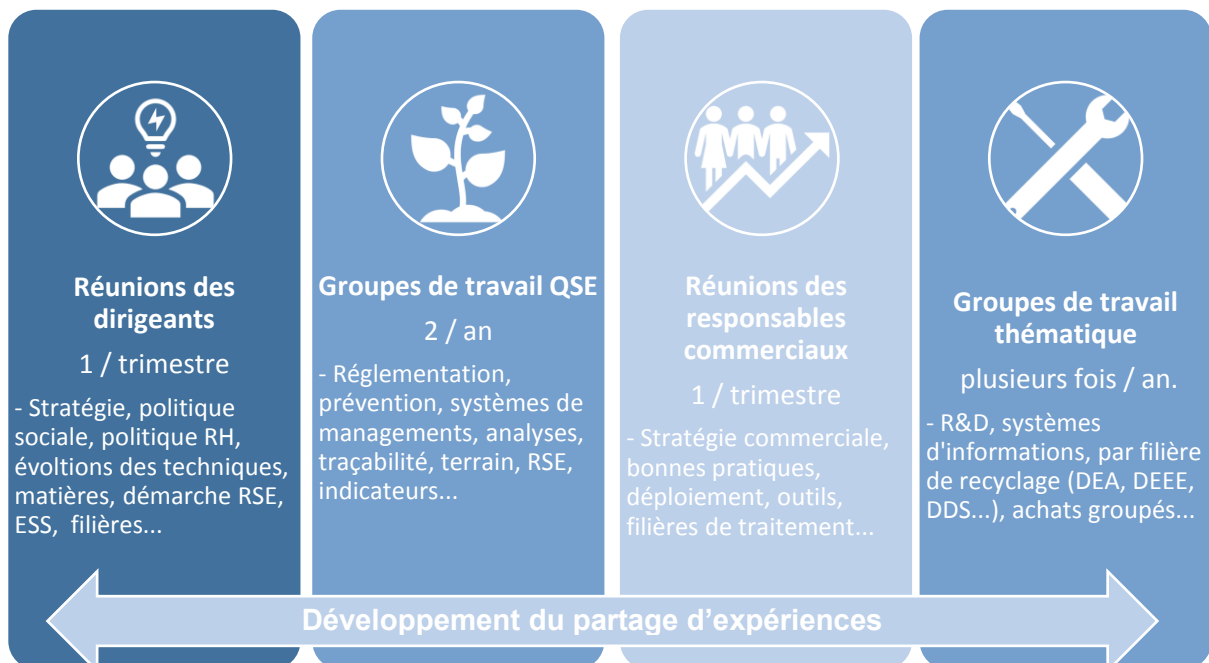 Réunions des
dirigeants
1 / trimestre
- Stratégie, politique
sociale, politique RH,
évoltions des techniques,
matières, démarche RSE,
ESS, filières...
Groupes de travail QSE
2 / an
- Réglementation,
prévention, systèmes de
managements, analyses,
traçabilité, terrain, RSE,
indicateurs...
Réunions des
responsables
commerciaux
1 / trimestre
- Stratégie commerciale,
bonnes pratiques,
déploiement, outils,
filières de traitement...
Groupes de travail
thématique
plusieurs fois / an.
- R&D, systèmes
d'informations, par filière
de recyclage (DEA, DEEE,
DDS...), achats groupés...
Développement du partage d’expériences